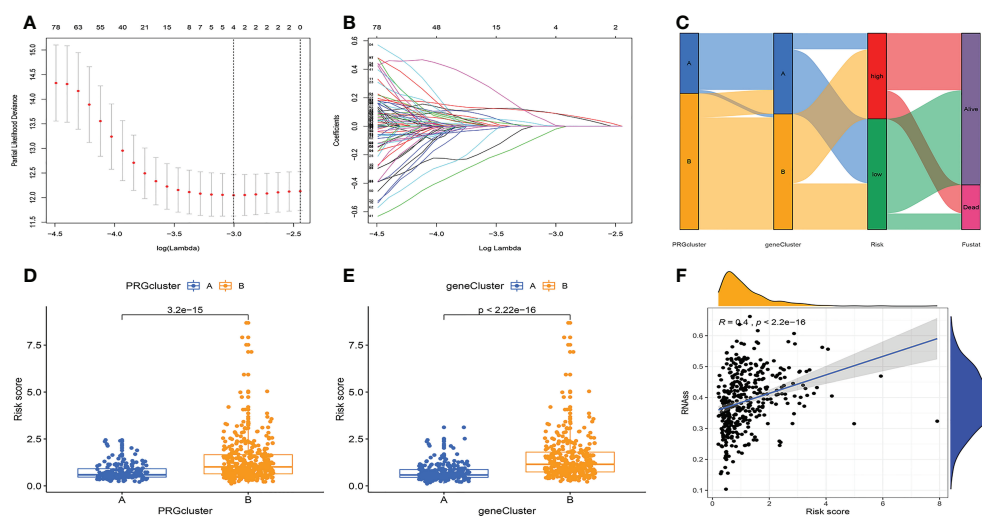 A
78 63 55 40 21 15 8 7 5 5 4 2 2 2 2 0
Partial Likelihood Deviance
15.0
14.5
14.0
13.5
13.0
12.5
12.0
11.5
-4.5 -4.0 -3.5 -3.0 -2.5
log(Lambda)
B
78 48 15 4 2
Coefficients
0.6
0.4
0.2
0.0
-0.2
-0.4
-0.6
-4.5 -4.0 -3.5 -3.0 -2.5
Log Lambda
C
A
B
A
B
high
low
Alive
Dead
PRGcluster geneCluster Risk Fustat
D
PRGcluster A B
3.2e-15
Risk score
7.5
5.0
2.5
0.0
A B
PRGcluster
E
geneCluster A B
p < 2.22e-16
Risk score
7.5
5.0
2.5
0.0
A B
geneCluster
F
R = 0.4 , p < 2.2e-16
RNAss
0.6
0.5
0.4
0.3
0.2
0.1
0 2 4 6 8
Risk score